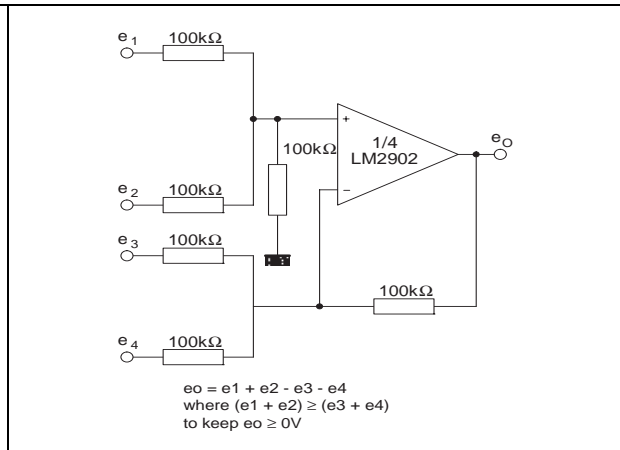 e1
100kΩ
100kΩ
1/4
LM2902
+
-
eO
e2
100kΩ
e3
100kΩ
100kΩ
e4
100kΩ
eo = e1 + e2 - e3 - e4
where (e1 + e2) ≥ (e3 + e4)
to keep eo ≥ 0V